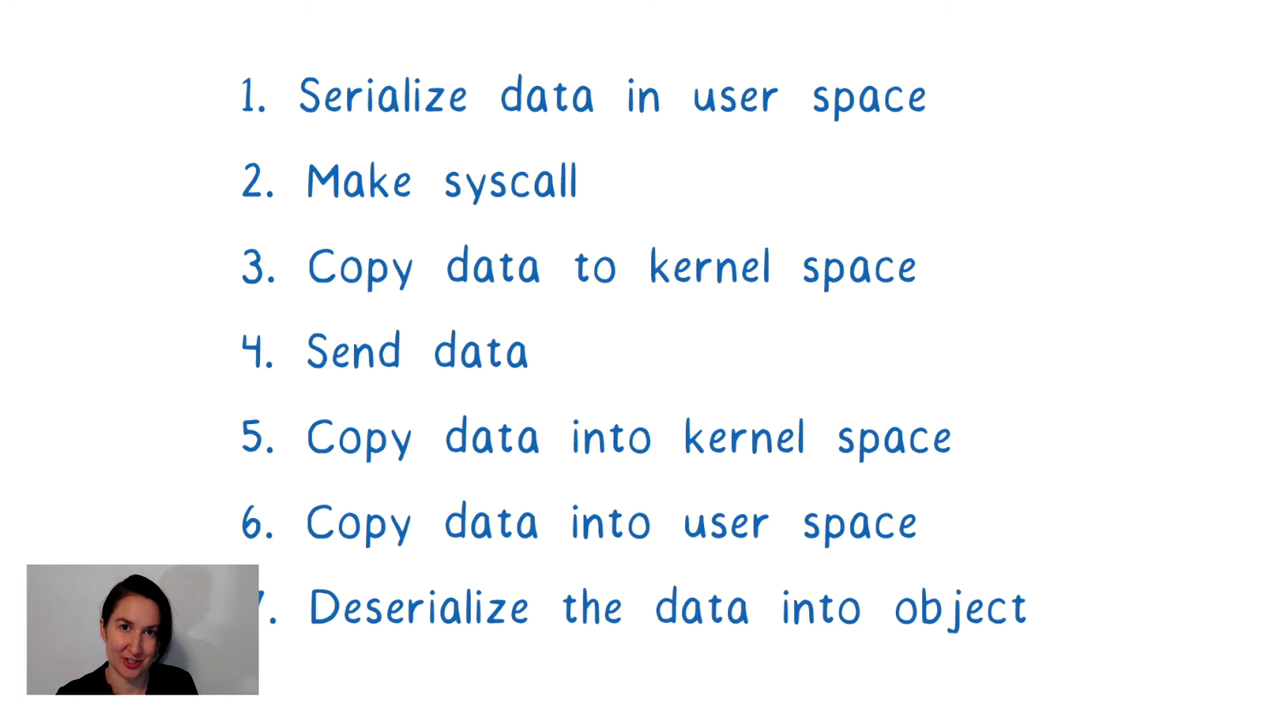 1. Serialize data in user space
2. Make syscall
3. Copy data to kernel space
4. Send data
5. Copy data into kernel space
6. Copy data into user space
7. Deserialize the data into object